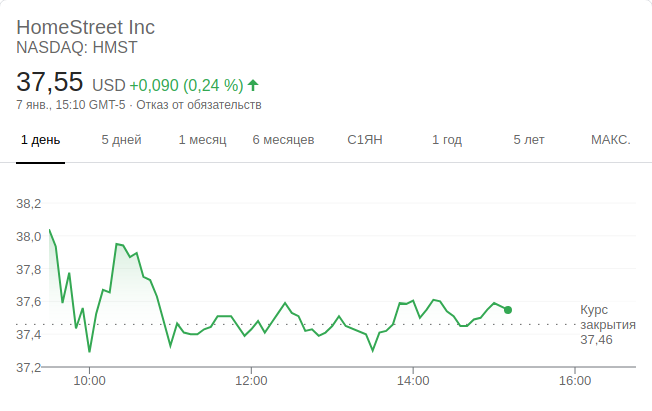 HomeStreet Inc
NASDAQ: HMST
37,55 USD +0,090 (0,24 %)
7 янв., 15:10 GMT-5 · Отказ от обязательств
1 день 5 дней 1 месяц 6 месяцев С1ЯН 1 год 5 лет МАКС.
38,2
38,0
37,8
37,6
37,4
37,2
Курс
закрытия
37,46
10:00 12:00 14:00 16:00